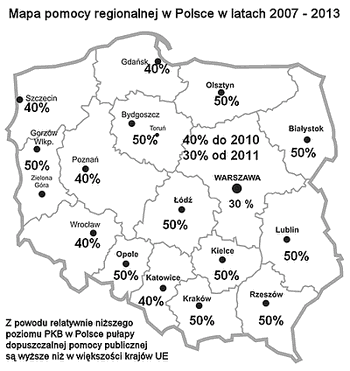 Mapa pomocy regionalnej w Polsce w latach 2007 - 2013
Gdańsk
40%
Olsztyn
50%
Szczecin
40%
Bydgoszcz
Toruń
50%
Białystok
50%
Gorzów
Wlkp.
50%
Zielona
Góra
Poznań
40%
40% do 2010
30% od 2011
WARSZAWA
30 %
Łódź
50%
Wrocław
40%
Lublin
50%
Opole
50%
Kielce
50%
Katowice
40%
Kraków
50%
Rzeszów
50%
Z powodu relatywnie niższego
poziomu PKB w Polsce pułapy
dopuszczalnej pomocy publicznej
są wyższe niż w większości krajów UE